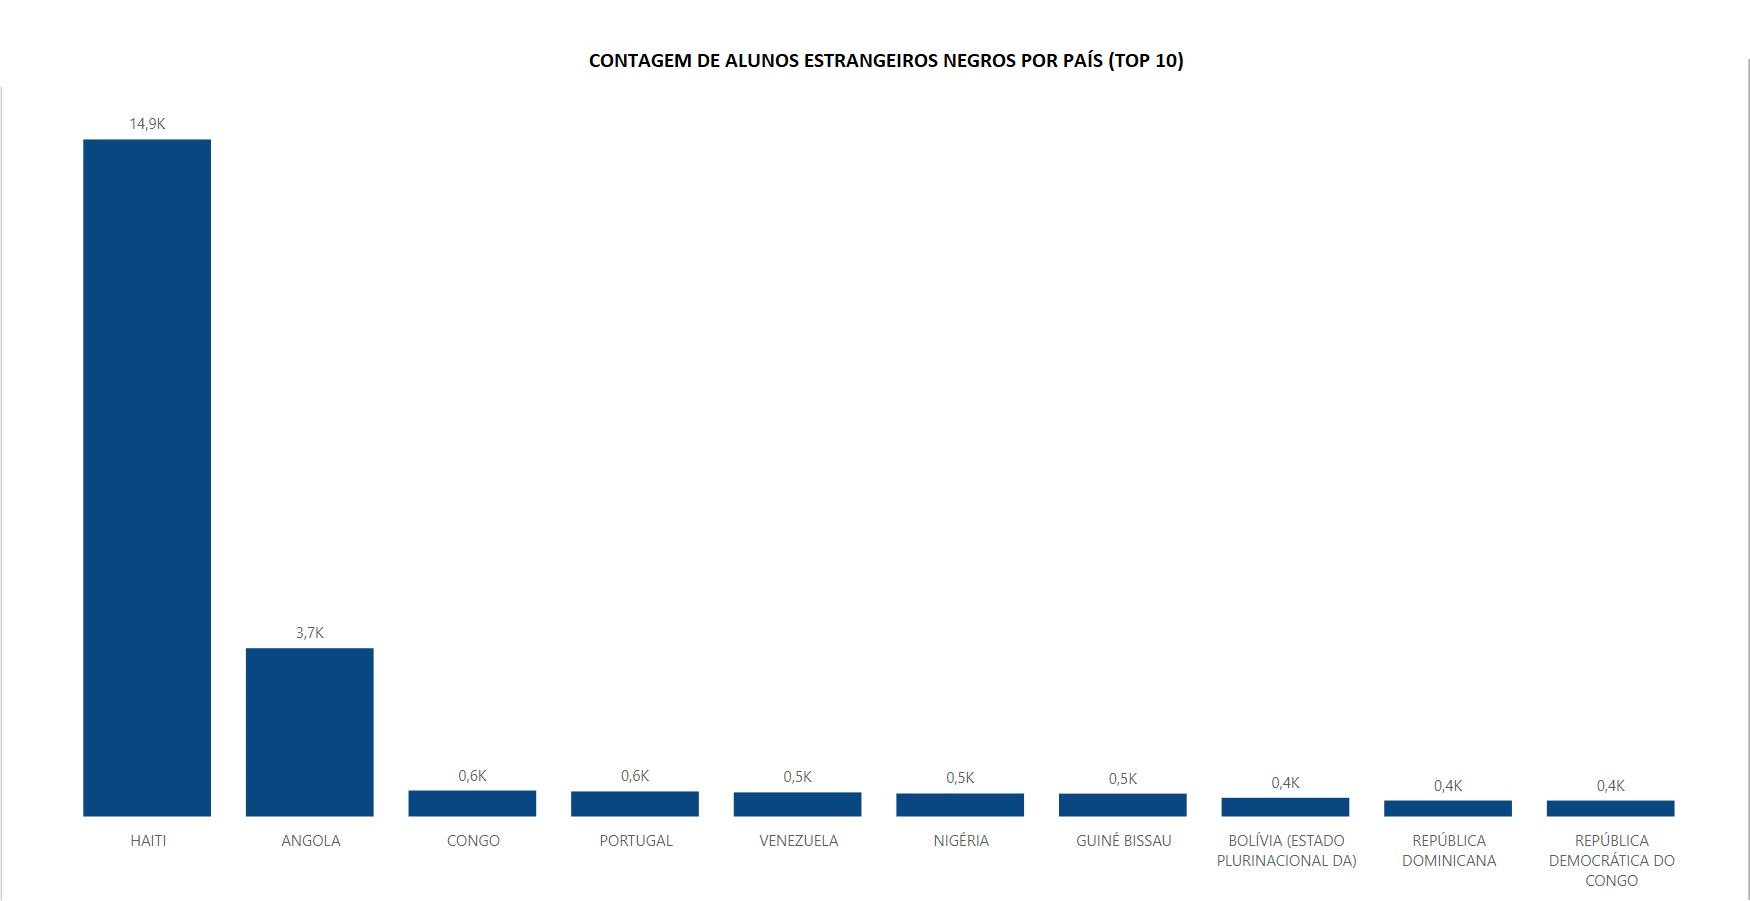 CONTAGEM DE ALUNOS ESTRANGEIROS NEGROS POR PAÍS (TOP 10)
14,9K
3,7K
0,6K
0,6K
0,5K
0,5K
0,5K
0,4K
0,4K
0,4K
HAITI
ANGOLA
CONGO
PORTUGAL
VENEZUELA
NIGÉRIA
GUINÉ BISSAU
BOLÍVIA (ESTADO
PLURINACIONAL DA)
REPÚBLICA
DOMINICANA
REPÚBLICA
DEMOCRÁTICA DO
CONGO